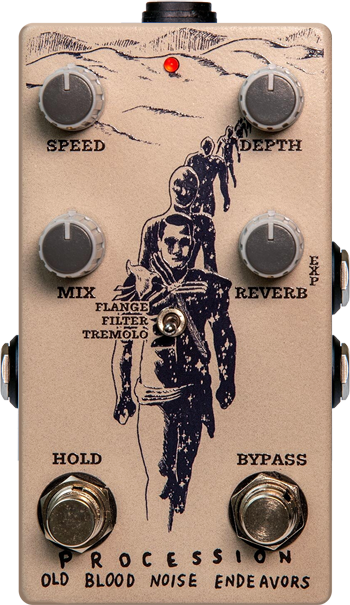 SPEED DEPTH
MIX REVERB
EXP
FLANGE
FILTER
TREMOLO
HOLD BYPASS
PROCESSION
OLD BLOOD NOISE ENDEAVORS